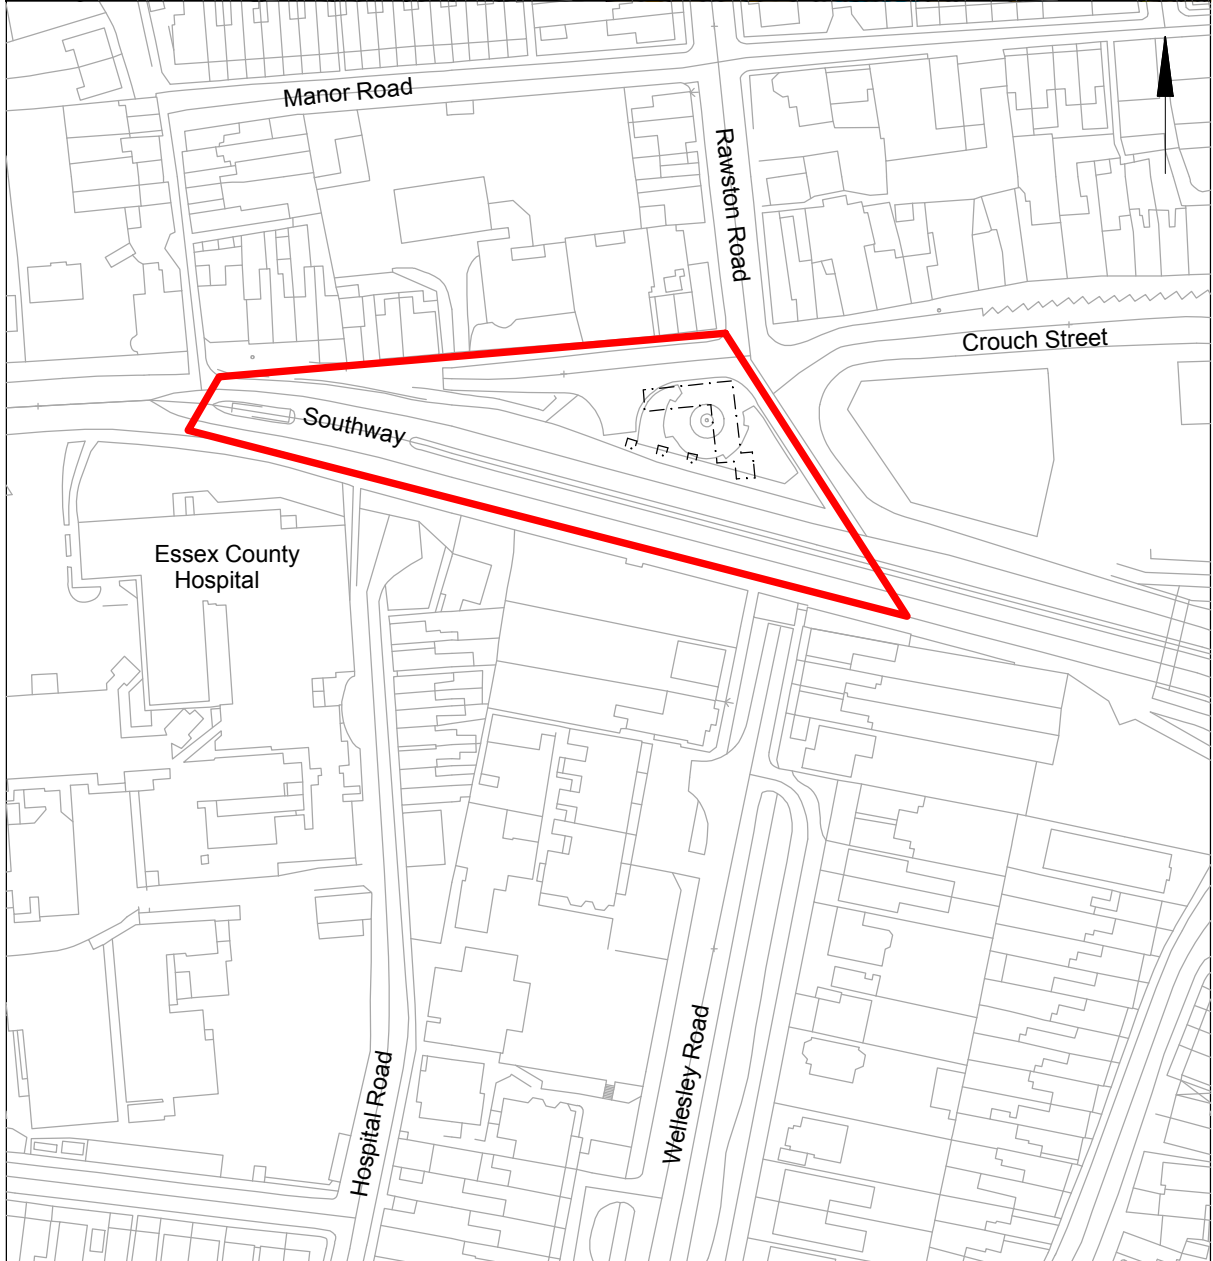 Manor Road
Rawston Road
Crouch Street
Southway
Essex County
Hospital
Wellesley Road
Hospital Road